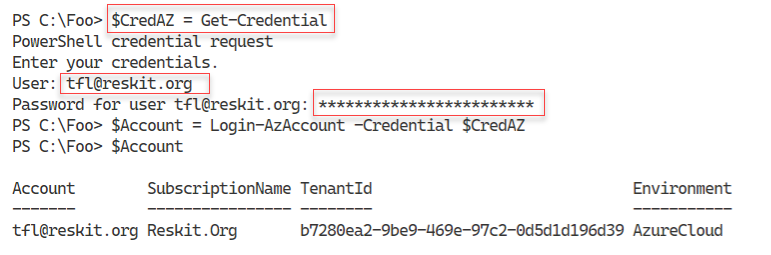 PS C:\Foo> $CredAZ = Get-Credential
PowerShell credential request
Enter your credentials.
User: tfl@reskit.org
Password for user tfl@reskit.org: ************************
PS C:\Foo> $Account = Login-AzAccount -Credential $CredAZ
PS C:\Foo> $Account
Account SubscriptionName TenantId Environment
------- ---------------- -------- -----------
tfl@reskit.org Reskit.Org b7280ea2-9be9-469e-97c2-0d5d1d196d39 AzureCloud